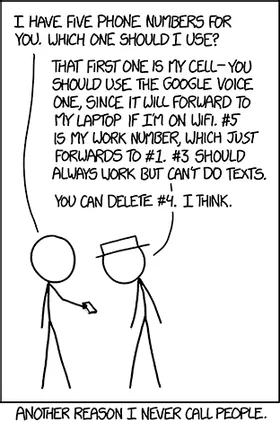 I HAVE FIVE PHONE NUMBERS FOR
YOU. WHICH ONE SHOULD I USE?
THAT FIRST ONE IS MY CELL—YOU
SHOULD USE THE GOOGLE VOICE
ONE, SINCE IT WILL FORWARD TO
MY LAPTOP IF I'M ON WIFI. #5
IS MY WORK NUMBER, WHICH JUST
FORWARDS TO #1. #3 SHOULD
ALWAYS WORK BUT CAN'T DO TEXTS.
YOU CAN DELETE #4. I THINK.
ANOTHER REASON I NEVER CALL PEOPLE.